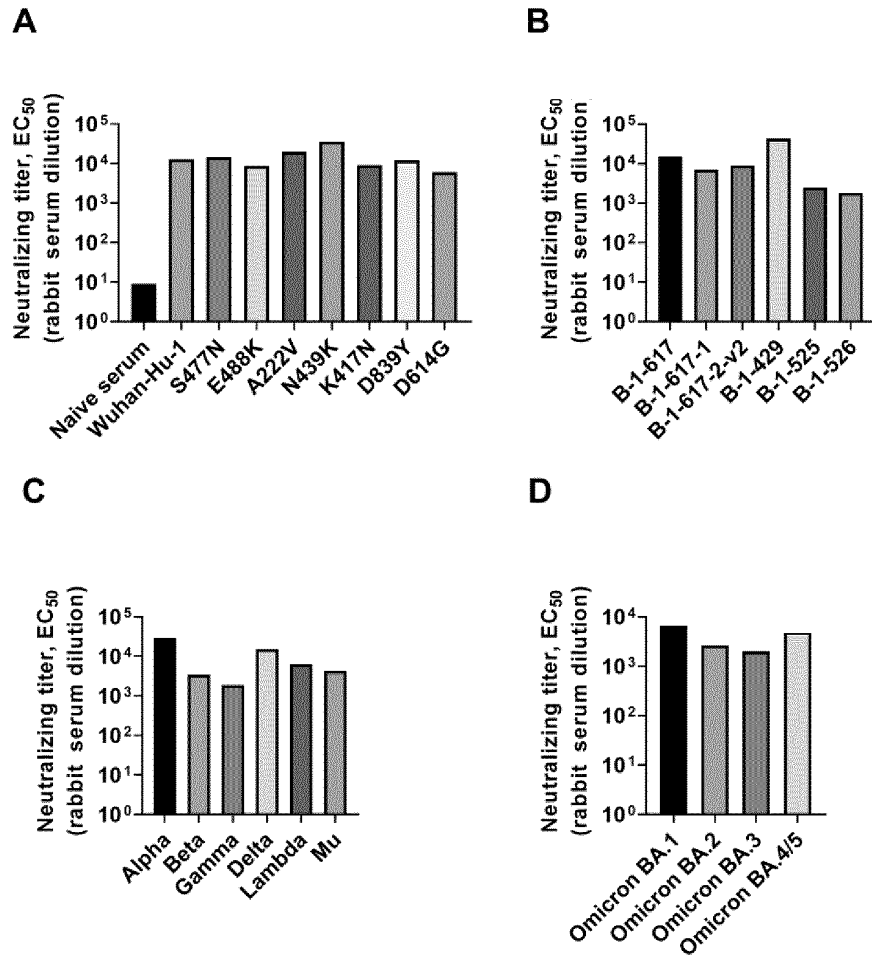 A
Neutralizing titer, EC50
(rabbit serum dilution)
10^5
10^4
10^3
10^2
10^1
10^0
Naive serum
Wuhan-Hu-1
S477N
E488K
A222V
N439K
K417N
D839Y
D614G
B
Neutralizing titer, EC50
(rabbit serum dilution
10^5
10^4
10^3
10^2
10^1
10^0
B-1-617
B-1-617-1
B-1-617-2-v2
B-1-429
B-1-525
B-1-526
C
Neutralizing titer, EC50
(rabbit serum dilution)
10^5
10^4
10^3
10^2
10^1
10^0
Alpha
Beta
Gamma
Delta
Lambda
Mu
D
Neutralizing titer, EC50
(rabbit serum dilution)
10^4
10^3
10^2
10^1
10^0
Omicron BA.1
Omicron BA.2
Omicron BA.3
Omicron BA.4/5